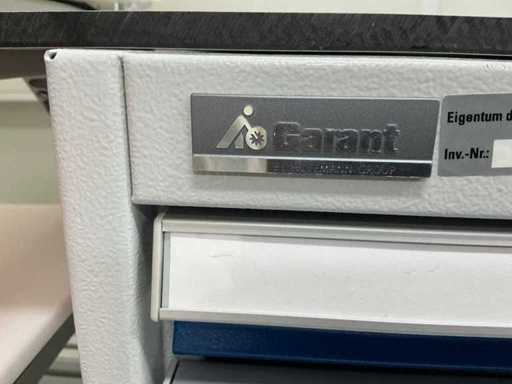 Garant
Eigentum d
Inv.-Nr.: